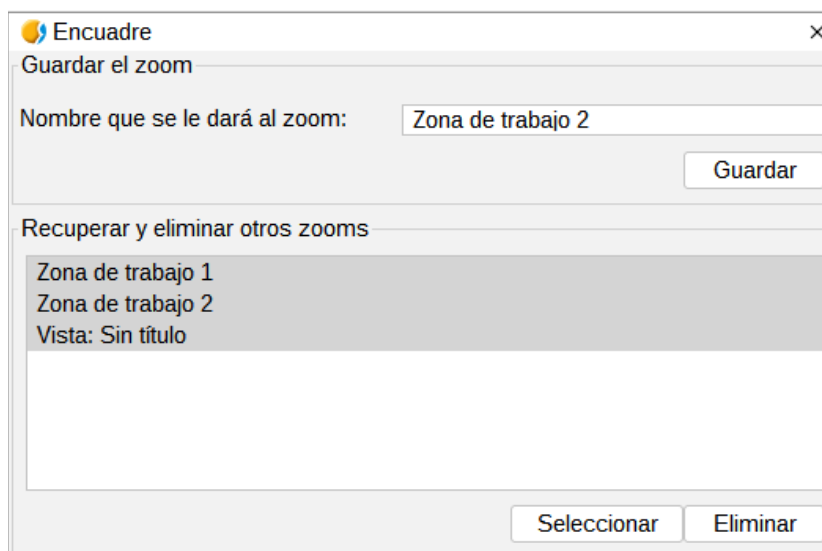 Encuadre
Guardar el zoom
Nombre que se le dará al zoom: Zona de trabajo 2
Guardar
Recuperar y eliminar otros zooms
Zona de trabajo 1
Zona de trabajo 2
Vista: Sin título
Seleccionar Eliminar